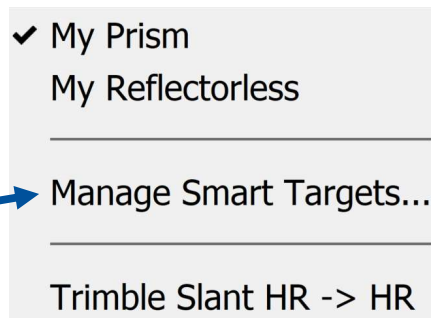 My Prism
My Reflectorless
Manage Smart Targets...
Trimble Slant HR -> HR